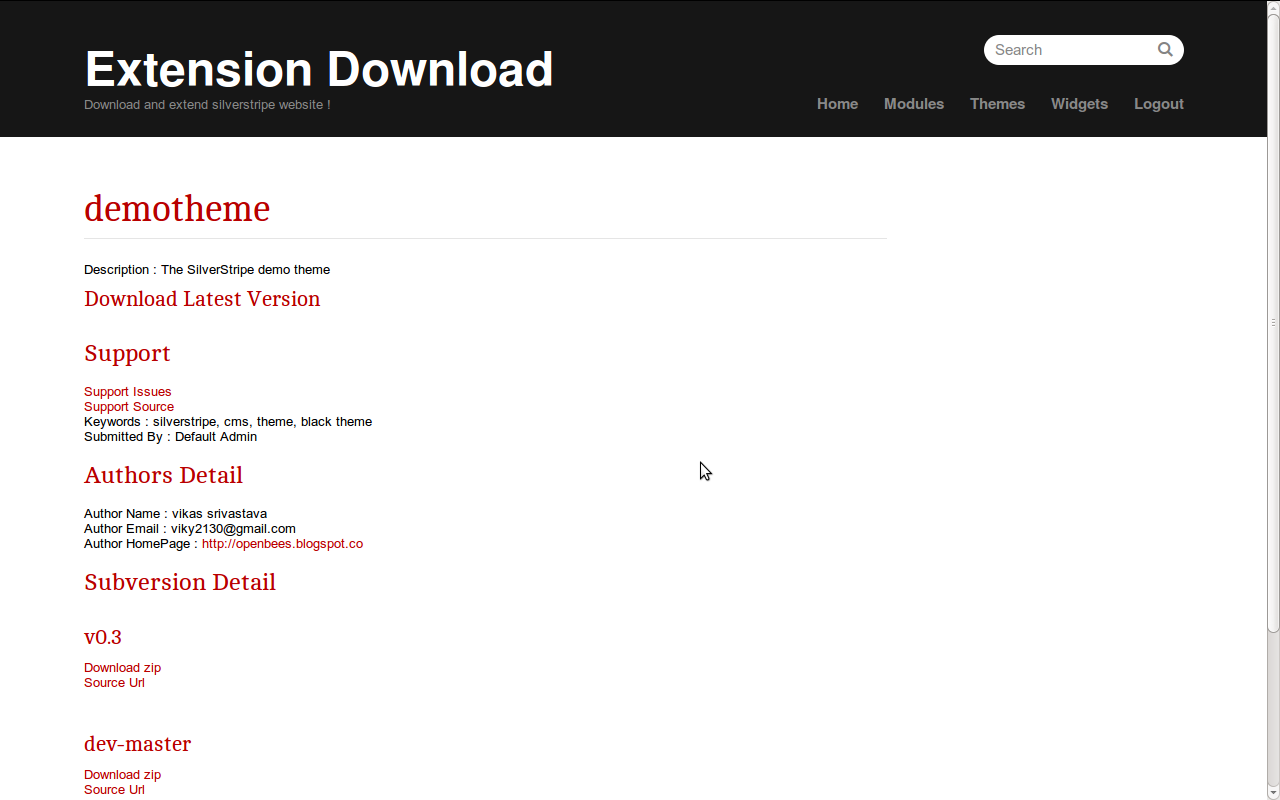 Extension Download
Download and extend silverstripe website !
Search
Home Modules Themes Widgets Logout
demotheme
Description : The SilverStripe demo theme
Download Latest Version
Support
Support Issues
Support Source
Keywords : silverstripe, cms, theme, black theme
Submitted By : Default Admin
Authors Detail
Author Name : vikas srivastava
Author Email : viky2130@gmail.com
Author HomePage : http://openbees.blogspot.co
Subversion Detail
v0.3
Download zip
Source Url
dev-master
Download zip
Source Url